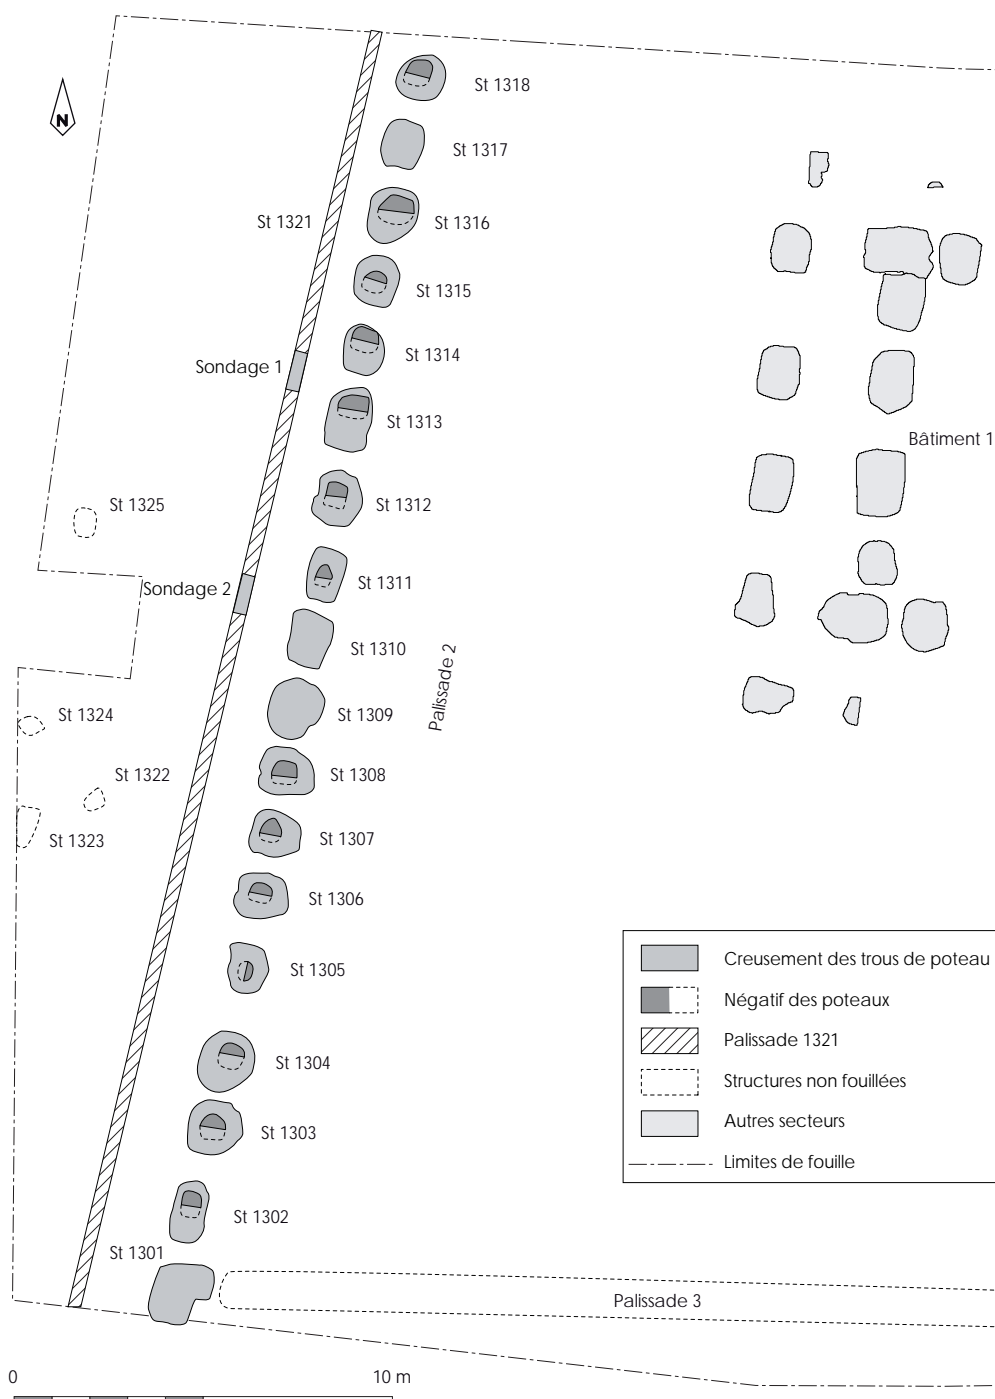 St 1318
N
St 1317
St 1321
St 1316
St 1315
St 1314
Sondage 1
St 1313
Bâtiment 1
St 1325
St 1312
St 1311
Sondage 2
St 1310
Palissade 2
St 1324
St 1309
St 1322
St 1308
St 1323
St 1307
St 1306
St 1305
St 1304
St 1303
St 1302
St 1301
Palissade 3
Creusement des trous de poteau
Négatif des poteaux
Palissade 1321
Structures non fouillées
Autres secteurs
Limites de fouille
0
10 m